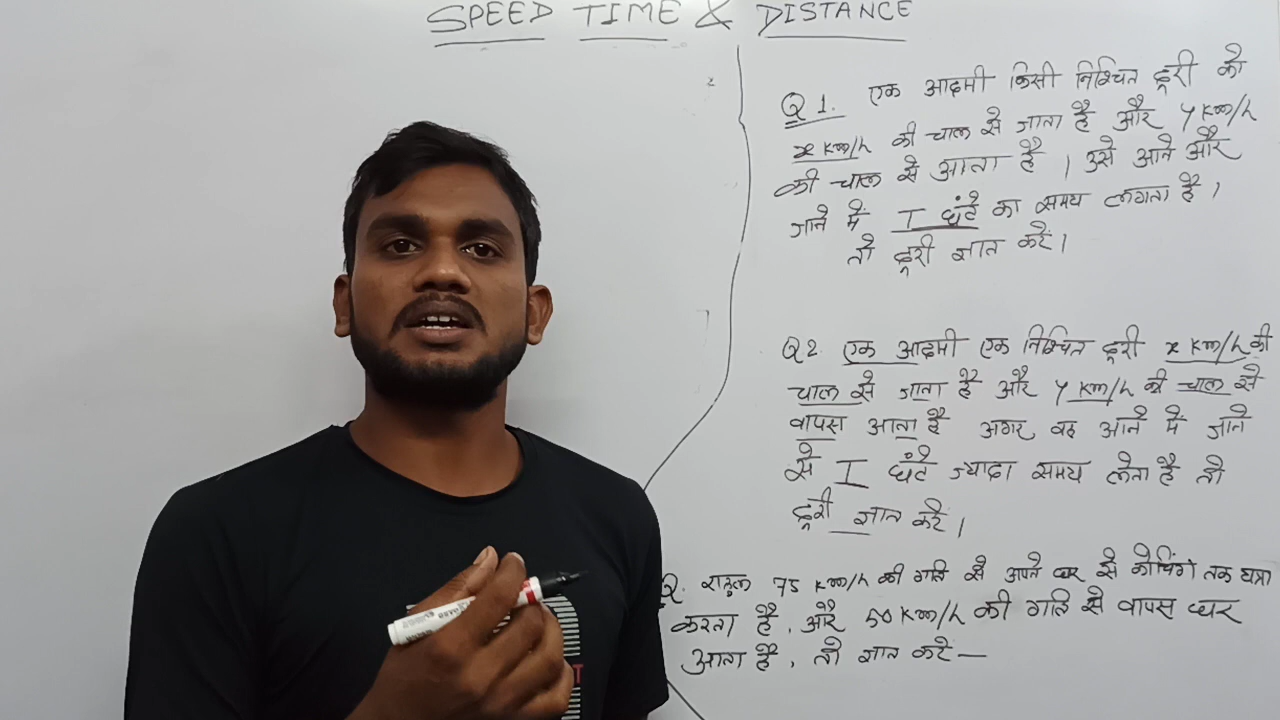 SPEED TIME & DISTANCE
Q 1. एक आदमी किसी निश्चित दूरी को
x Km/h की चाल से जाता है और y Km/h
की चाल से आता है। उसे आने और
जाने में T घंटे का समय लगता है।
तो दूरी ज्ञात करें।
Q2. एक आदमी एक निश्चित दूरी x Km/h की
चाल से जाता है और y Km/h की चाल से
वापस आता है अगर वह आने में जाने
से T घंटे ज्यादा समय लेता है तो
दूरी ज्ञात करें।
Q. राहुल 75 Km/h की गति से अपने घर से कोचिंग तक यात्रा
करता है, और 50 Km/h की गति से वापस घर
आता है, तो ज्ञात करें —